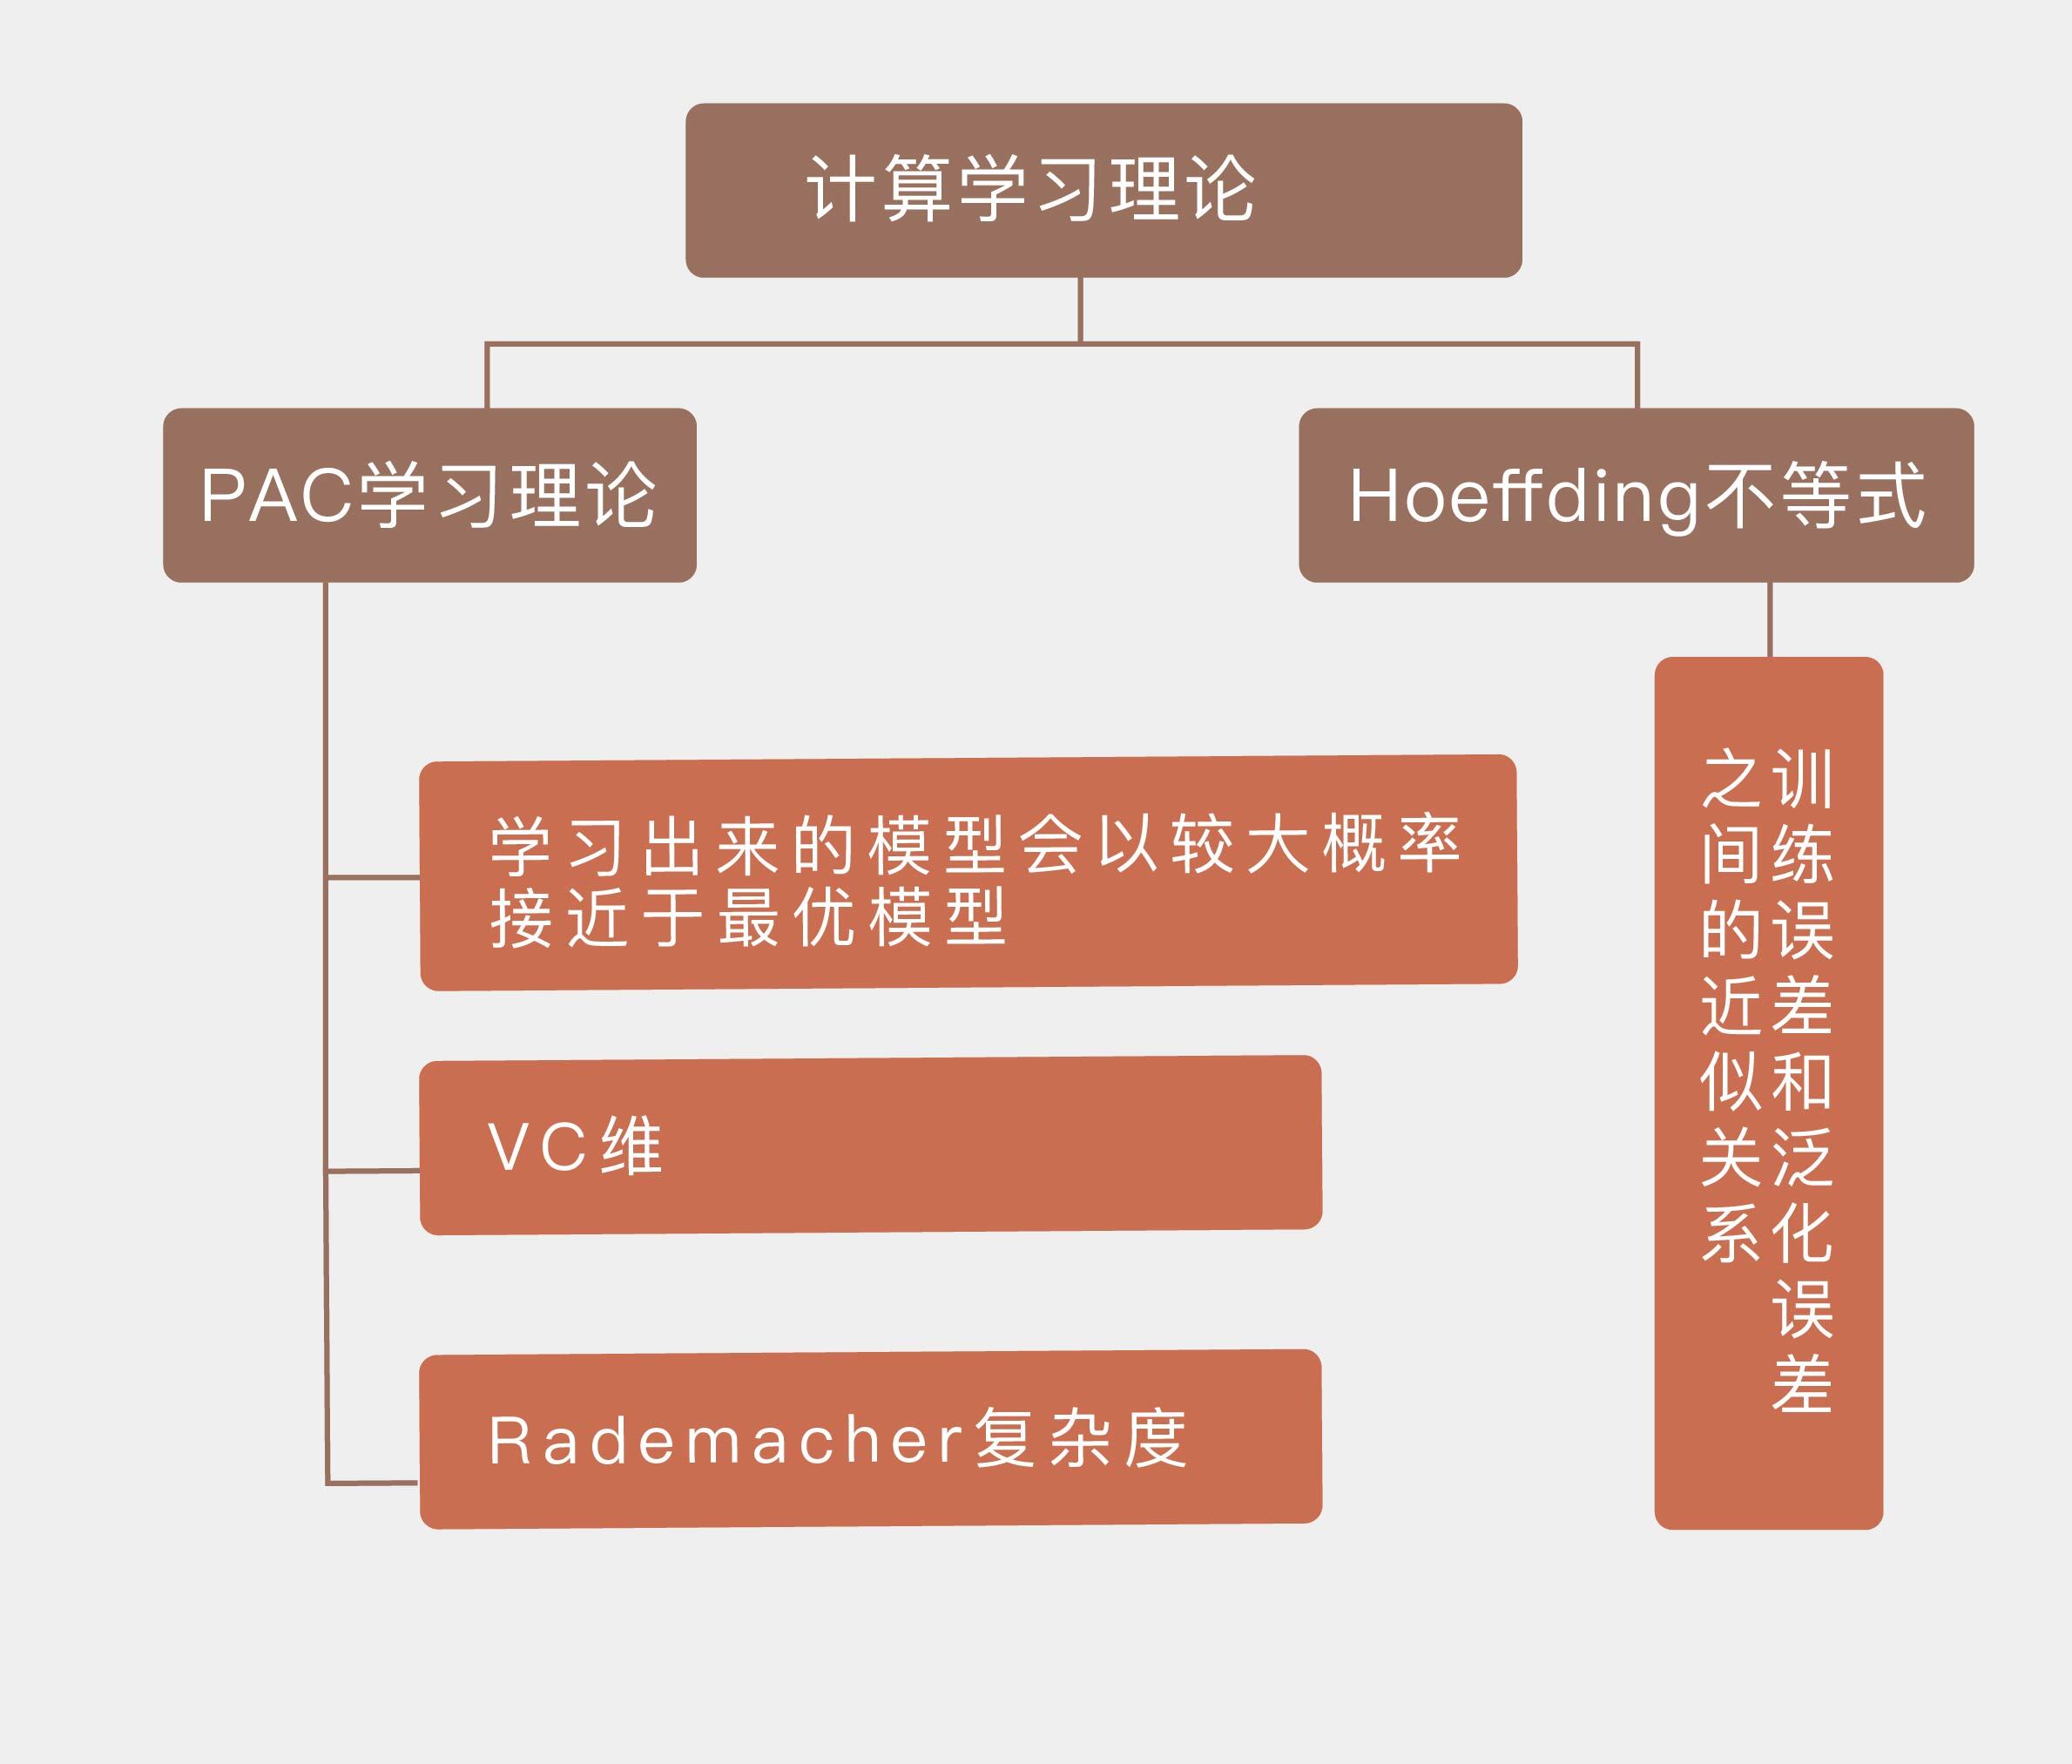 计算学习理论
PAC学习理论
Hoeffding不等式
学习出来的模型会以较大概率
接近于最优模型
VC维
Rademacher复杂度
训练误差和泛化误差
之间的近似关系